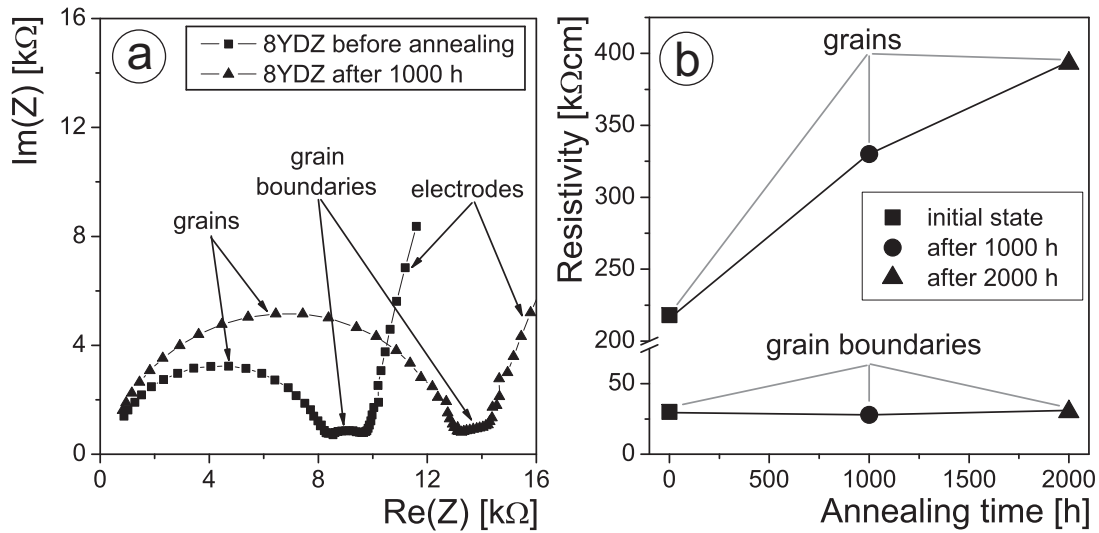 16
12
8
4
0
Im(Z) [kΩ]
a
8YDZ before annealing
8YDZ after 1000 h
grain
boundaries
electrodes
grains
0
4
8
12
16
Re(Z) [kΩ]
b
Resistivity [kΩcm]
400
350
300
250
200
50
0
grains
initial state
after 1000 h
after 2000 h
grain boundaries
0
500
1000
1500
2000
Annealing time [h]